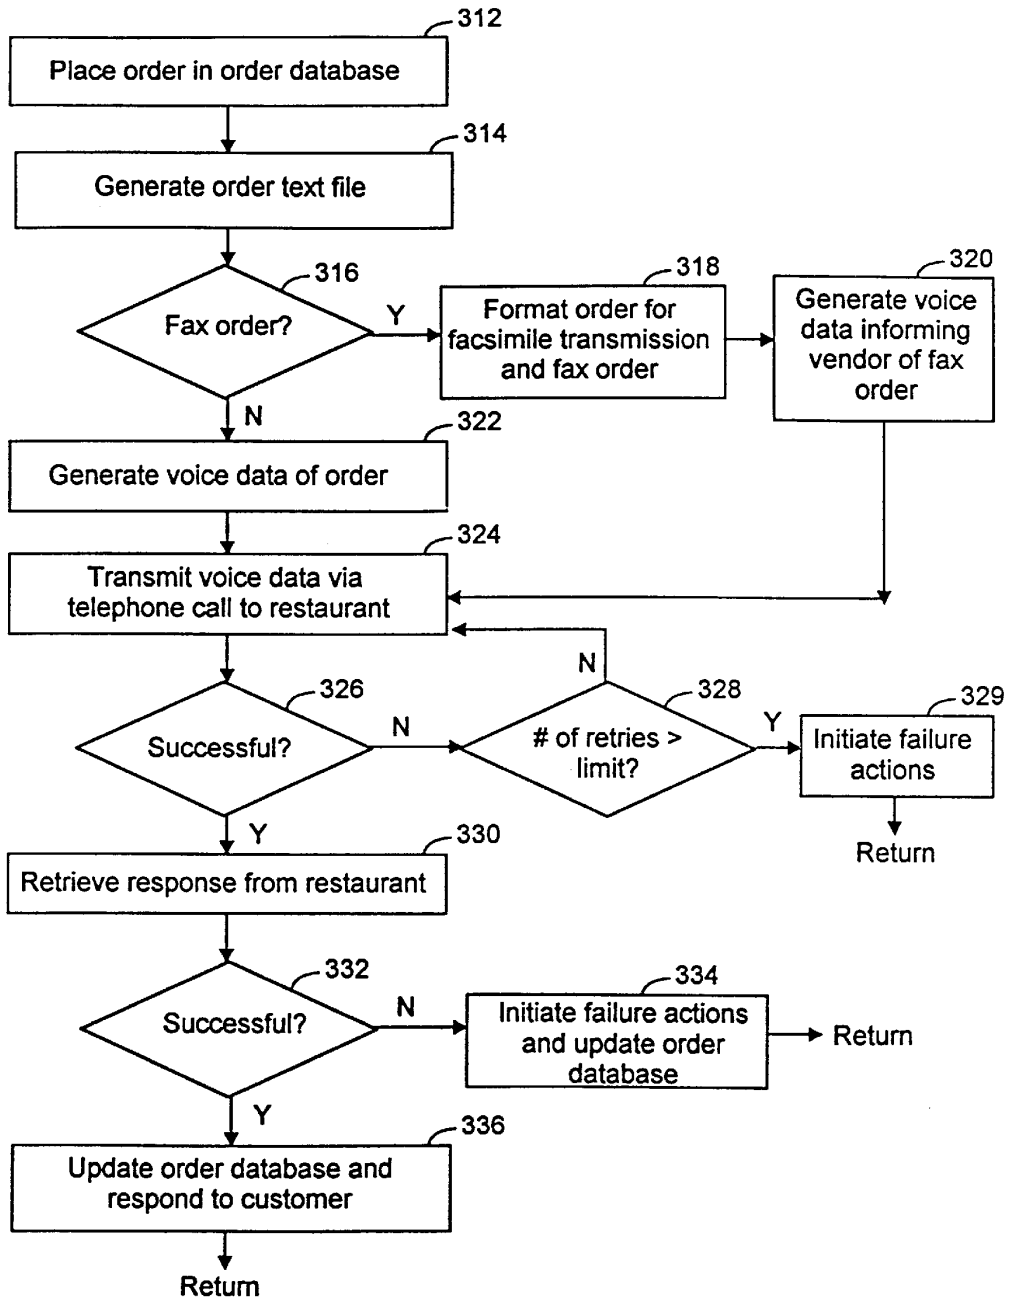 312
Place order in order database
314
Generate order text file
316
Fax order?
Y
318
Format order for
facsimile transmission
and fax order
320
Generate voice
data informing
vendor of fax
order
N
322
Generate voice data of order
324
Transmit voice data via
telephone call to restaurant
326
Successful?
N
328
# of retries >
limit?
N
Y
329
Initiate failure
actions
Return
Y
330
Retrieve response from restaurant
332
Successful?
N
334
Initiate failure actions
and update order
database
Return
Y
336
Update order database and
respond to customer
Return